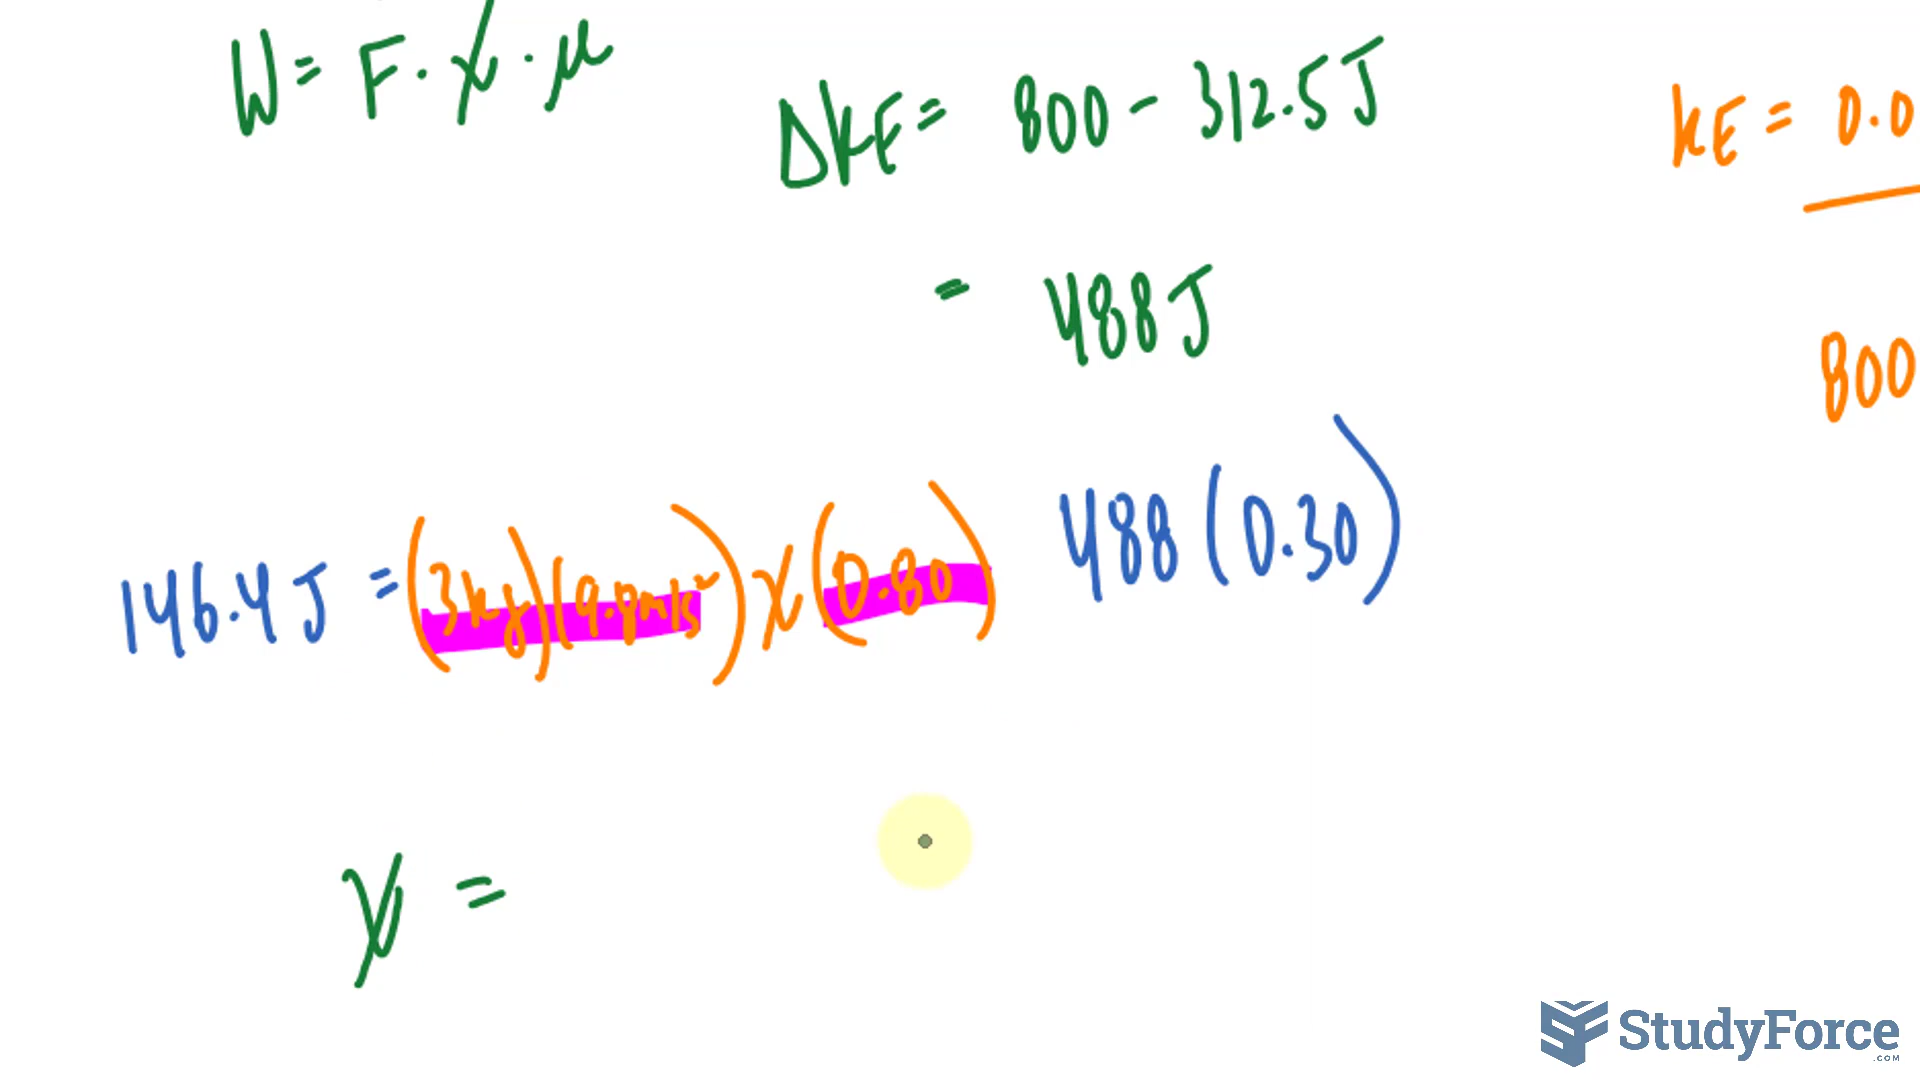 W = F · x · μ
ΔKE = 800 - 312.5 J
KE = 0.0
= 488 J
800
146.4 J = ((3kg)(9.8m/s²)) x (0.80) 488 (0.30)
x =
StudyForce
.COM